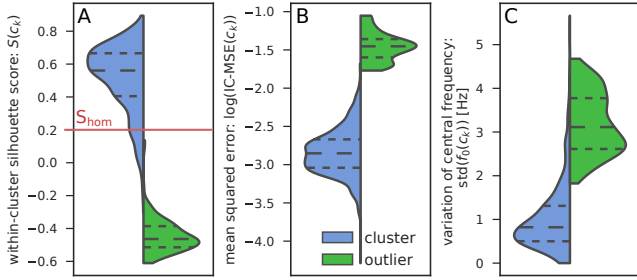 A
within-cluster silhouette score: S(c_k)
0.8
0.6
0.4
0.2
0.0
−0.2
−0.4
−0.6
S_hom
B
mean squared error: log(IC-MSE(c_k))
−1.0
−1.5
−2.0
−2.5
−3.0
−3.5
−4.0
cluster
outlier
C
variation of central frequency:
std(f_0(c_k)) [Hz]
5
4
3
2
1
0